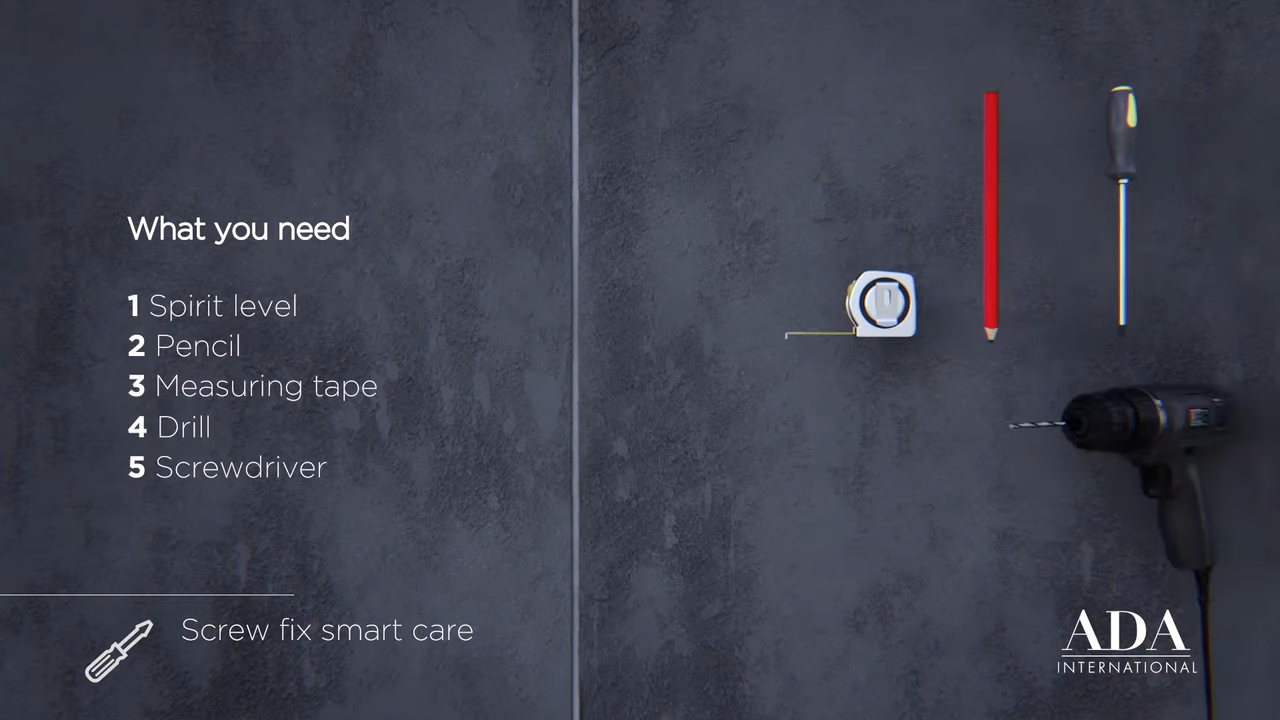 What you need
1 Spirit level
2 Pencil
3 Measuring tape
4 Drill
5 Screwdriver
Screw fix smart care
ADA
INTERNATIONAL